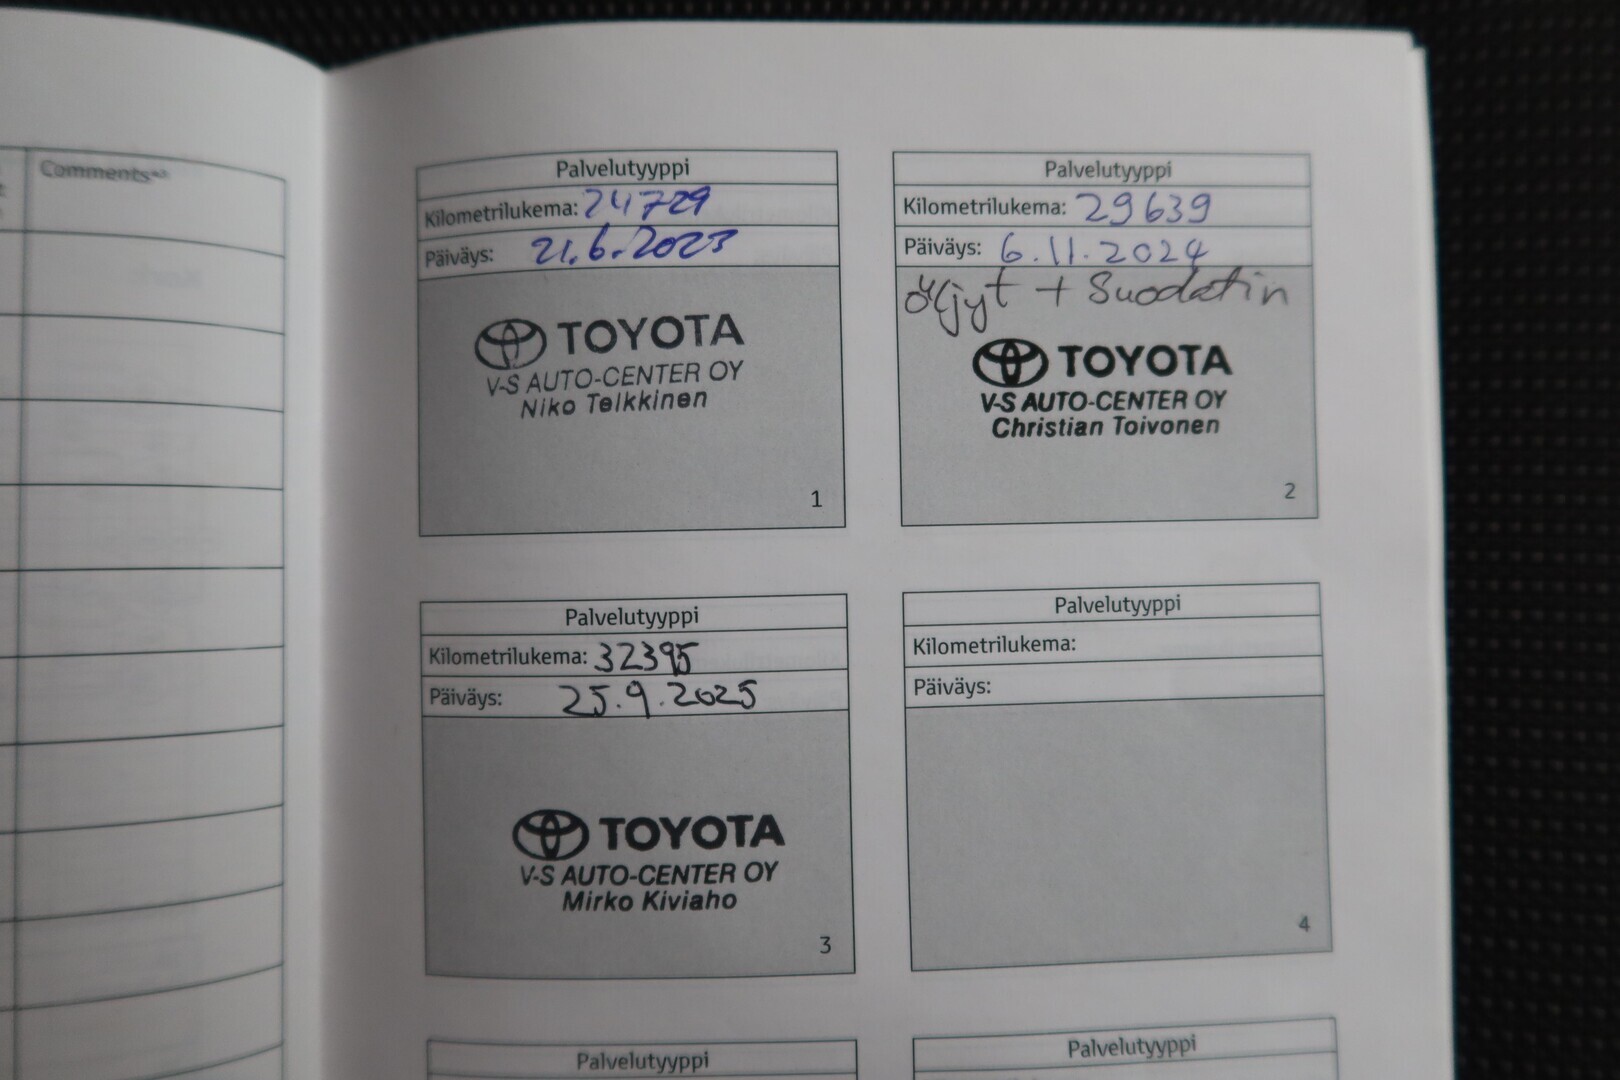 Comments
Palvelutyyppi
Kilometrilukema: 24729
Päiväys: 21.6.2023
TOYOTA
V-S AUTO-CENTER OY
Niko Telkkinen
1
Palvelutyyppi
Kilometrilukema: 29639
Päiväys: 6.11.2024
öljyt + Suodatin
TOYOTA
V-S AUTO-CENTER OY
Christian Toivonen
2
Palvelutyyppi
Kilometrilukema: 32395
Päiväys: 25.9.2025
TOYOTA
V-S AUTO-CENTER OY
Mirko Kiviaho
3
Palvelutyyppi
Kilometrilukema:
Päiväys:
4
Palvelutyyppi
Palvelutyyppi